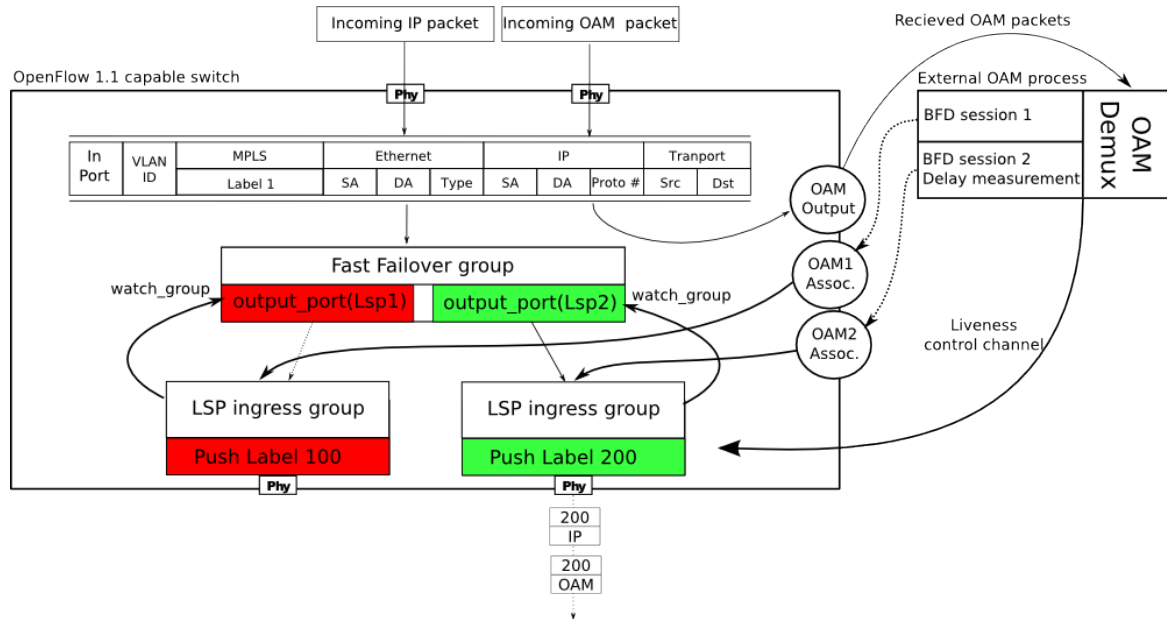 Incoming IP packet
Incoming OAM packet
Recieved OAM packets
OpenFlow 1.1 capable switch
External OAM process
Phy
Phy
BFD session 1
BFD session 2
Delay measurement
OAM
Demux
In
Port
VLAN
ID
MPLS
Ethernet
IP
Tranport
Label 1
SA
DA
Type
SA
DA
Proto #
Src
Dst
OAM
Output
Fast Failover group
OAM1
Assoc.
watch_group
output_port(Lsp1)
output_port(Lsp2)
watch_group
OAM2
Assoc.
Liveness
control channel
LSP ingress group
LSP ingress group
Push Label 100
Push Label 200
Phy
Phy
200
IP
200
OAM